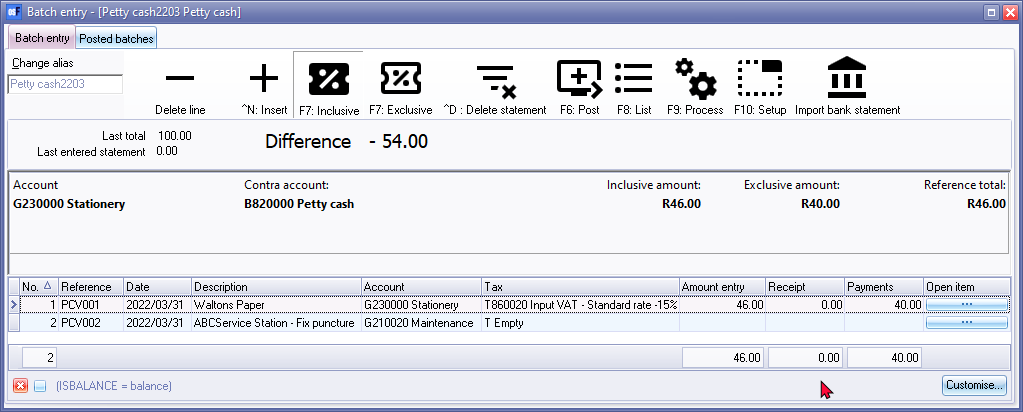 Batch entry - [Petty cash2203 Petty cash]
Batch entry Posted batches
Change alias
Petty cash2203
Delete line ^N: Insert F7: Inclusive F7: Exclusive ^D : Delete statement F6: Post F8: List F9: Process F10: Setup Import bank statement
Last total 100.00
Last entered statement 0.00
Difference - 54.00
Account Contra account: Inclusive amount: Exclusive amount: Reference total:
G230000 Stationery B820000 Petty cash R46.00 R40.00 R46.00
No. Reference Date Description Account Tax Amount entry Receipt Payments Open item
1 PCV001 2022/03/31 Waltons Paper G230000 Stationery T860020 Input VAT - Standard rate -15% 46.00 0.00 40.00 ...
2 PCV002 2022/03/31 ABCService Station - Fix puncture G210020 Maintenance T Empty ...
2 46.00 0.00 40.00
(ISBALANCE = balance) Customise...